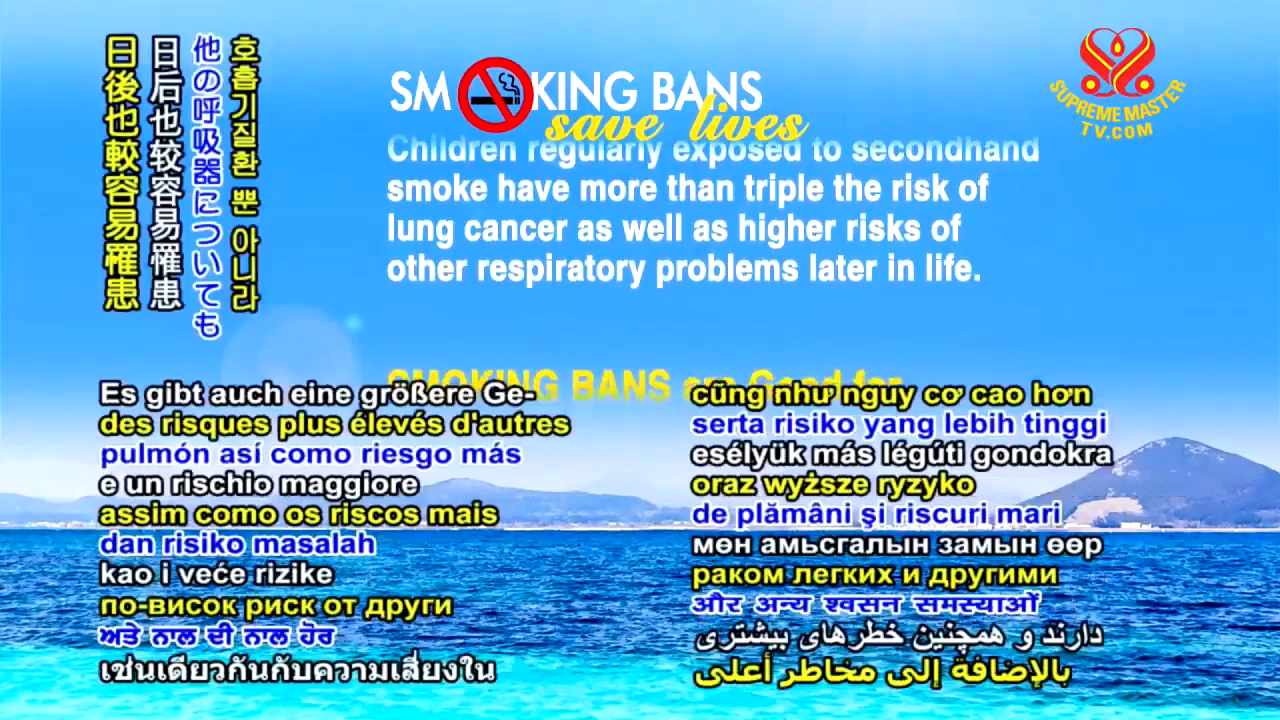 日後也較容易罹患
日后也较容易罹患
他の呼吸器についても
호흡기질환 뿐 아니라
SMOKING BANS
save lives
SUPREME MASTER
TV.COM
Children regularly exposed to secondhand
smoke have more than triple the risk of
lung cancer as well as higher risks of
other respiratory problems later in life.
SMOKING BANS are Good for
Es gibt auch eine größere Ge-
des risques plus élevés d'autres
pulmón así como riesgo más
e un rischio maggiore
assim como os riscos mais
dan risiko masalah
kao i veće rizike
по-висок риск от други
ਅਤੇ ਨਾਲ ਦੀ ਨਾਲ ਹੋਰ
เช่นเดียวกันกับความเสี่ยงใน
cũng như nguy cơ cao hơn
serta risiko yang lebih tinggi
esélyük más légúti gondokra
oraz wyższe ryzyko
de plămâni şi riscuri mari
мөн амьсгалын замын өөр
раком легких и другими
और अन्य श्वसन समस्याओं
دارند و همچنین خطرهای بیشتری
بالإضافة إلى مخاطر أعلى